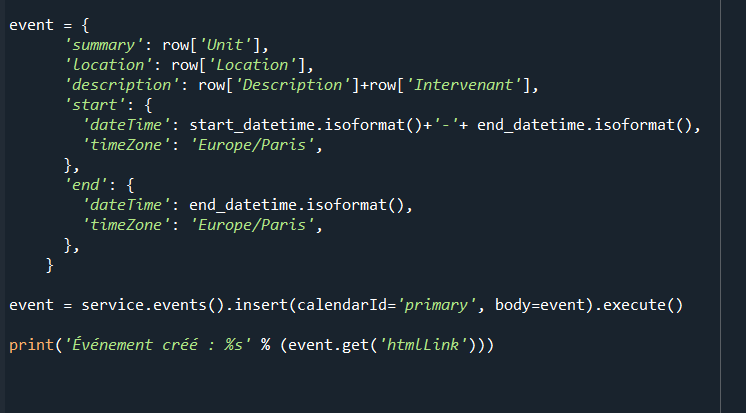 event = {
'summary': row['Unit'],
'location': row['Location'],
'description': row['Description']+row['Intervenant'],
'start': {
'dateTime': start_datetime.isoformat()+'-'+ end_datetime.isoformat(),
'timeZone': 'Europe/Paris',
},
'end': {
'dateTime': end_datetime.isoformat(),
'timeZone': 'Europe/Paris',
},
}
event = service.events().insert(calendarId='primary', body=event).execute()
print('Événement créé : %s' % (event.get('htmlLink')))